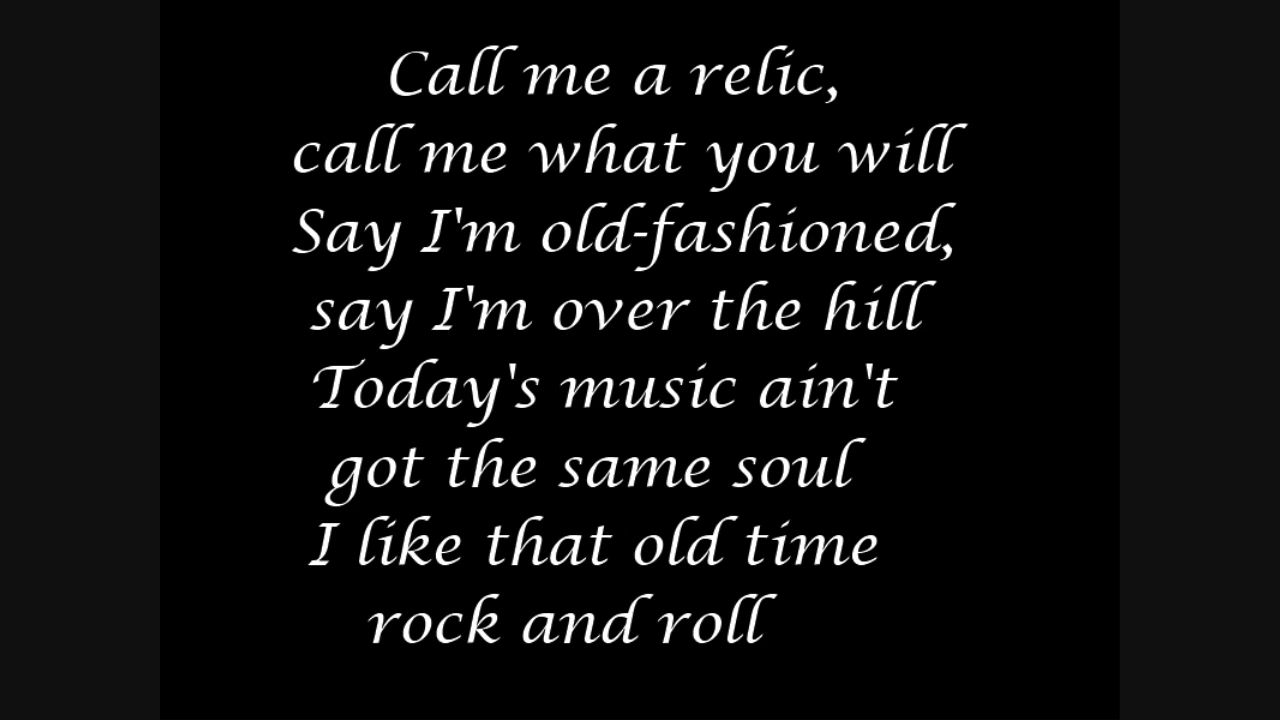 Call me a relic,
call me what you will
Say I'm old-fashioned,
say I'm over the hill
Today's music ain't
got the same soul
I like that old time
rock and roll